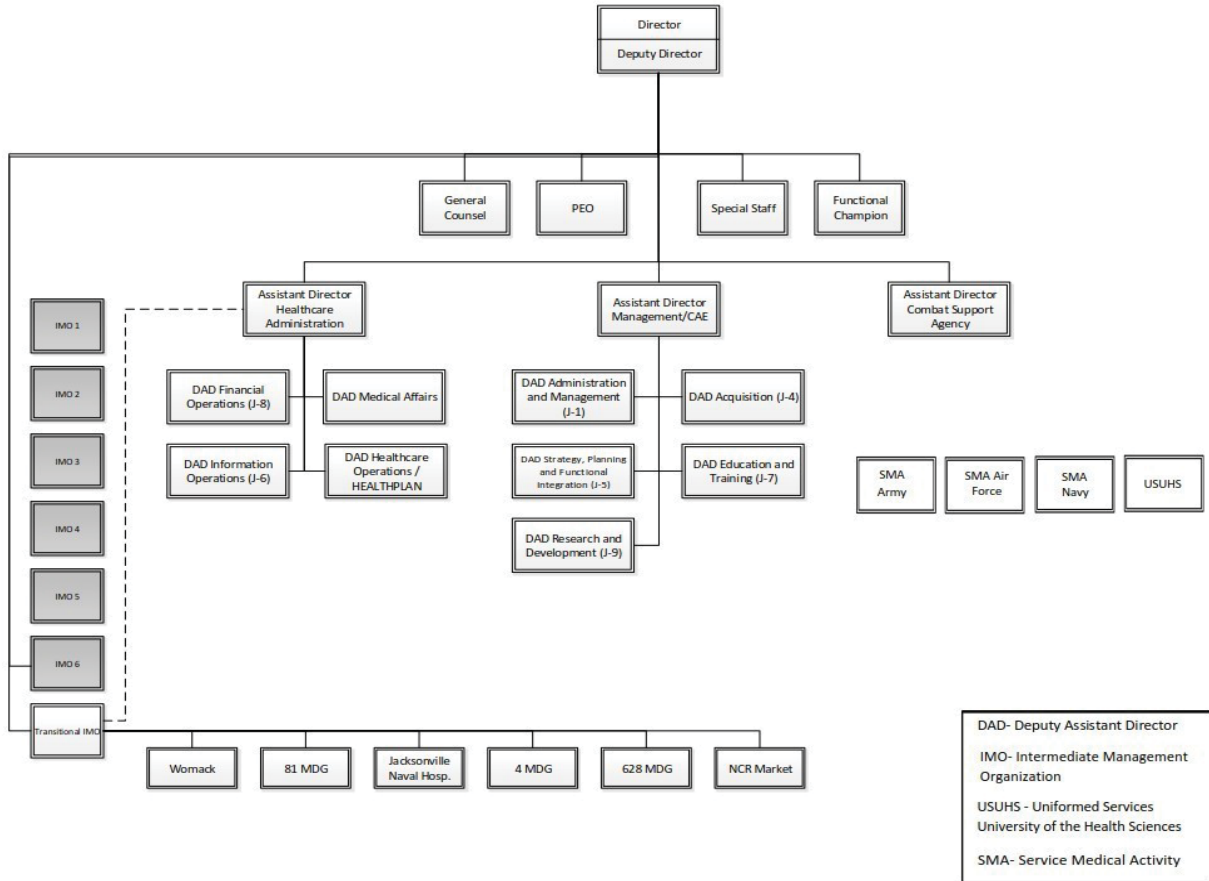 Director
Deputy Director
General
Counsel
PEO
Special Staff
Functional
Champion
Assistant Director
Healthcare
Administration
Assistant Director
Management/CAE
Assistant Director
Combat Support
Agency
IMO 1
IMO 2
IMO 3
IMO 4
IMO 5
IMO 6
Transitional IMO
DAD Financial
Operations (J-8)
DAD Medical Affairs
DAD Information
Operations (J-6)
DAD Healthcare
Operations /
HEALTHPLAN
DAD Administration
and Management
(J-1)
DAD Acquisition (J-4)
DAD Strategy, Planning
and Functional
Integration (J-5)
DAD Education and
Training (J-7)
DAD Research and
Development (J-9)
SMA
Army
SMA Air
Force
SMA
Navy
USUHS
Womack
81 MDG
Jacksonville
Naval Hosp.
4 MDG
628 MDG
NCR Market
DAD- Deputy Assistant Director
IMO- Intermediate Management
Organization
USUHS - Uniformed Services
University of the Health Sciences
SMA- Service Medical Activity